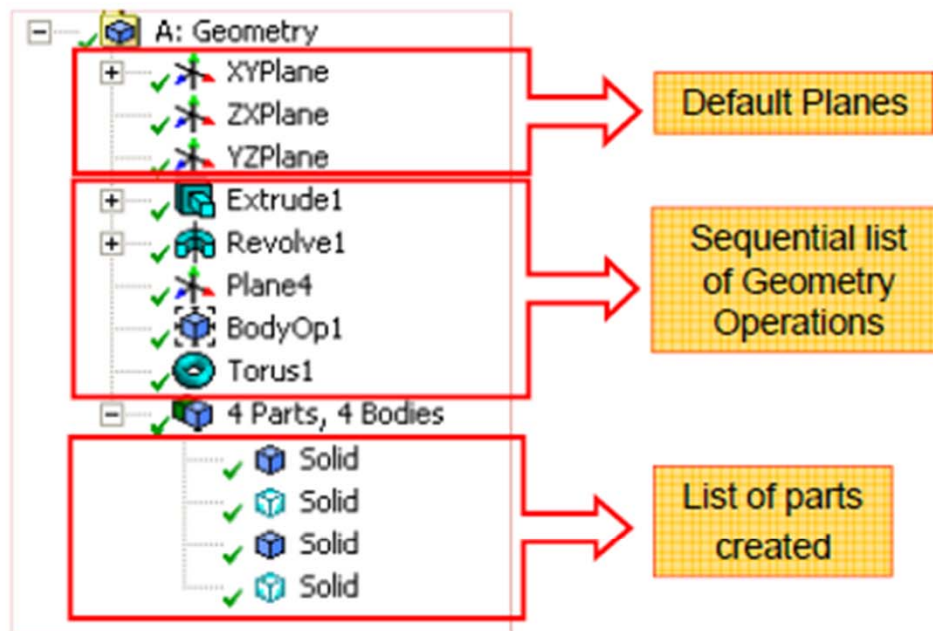 A: Geometry
XYPlane
ZXPlane
YZPlane
Extrude1
Revolve1
Plane4
BodyOp1
Torus1
4 Parts, 4 Bodies
Solid
Solid
Solid
Solid
Default Planes
Sequential list
of Geometry
Operations
List of parts
created